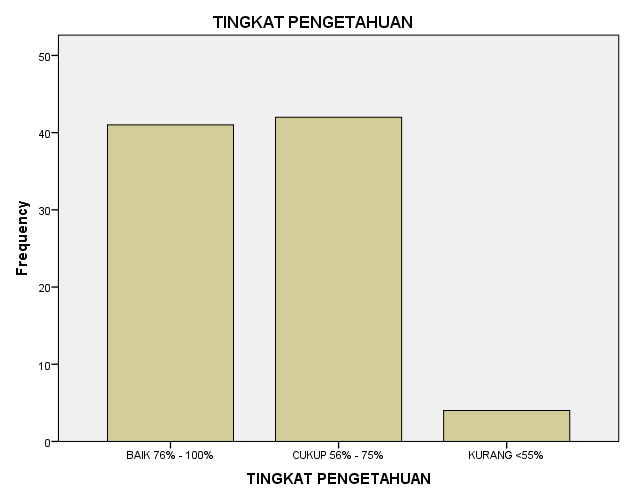 TINGKAT PENGETAHUAN
50
40
30
20
10
0
Frequency
BAIK 76% - 100%
CUKUP 56% - 75%
KURANG <55%
TINGKAT PENGETAHUAN